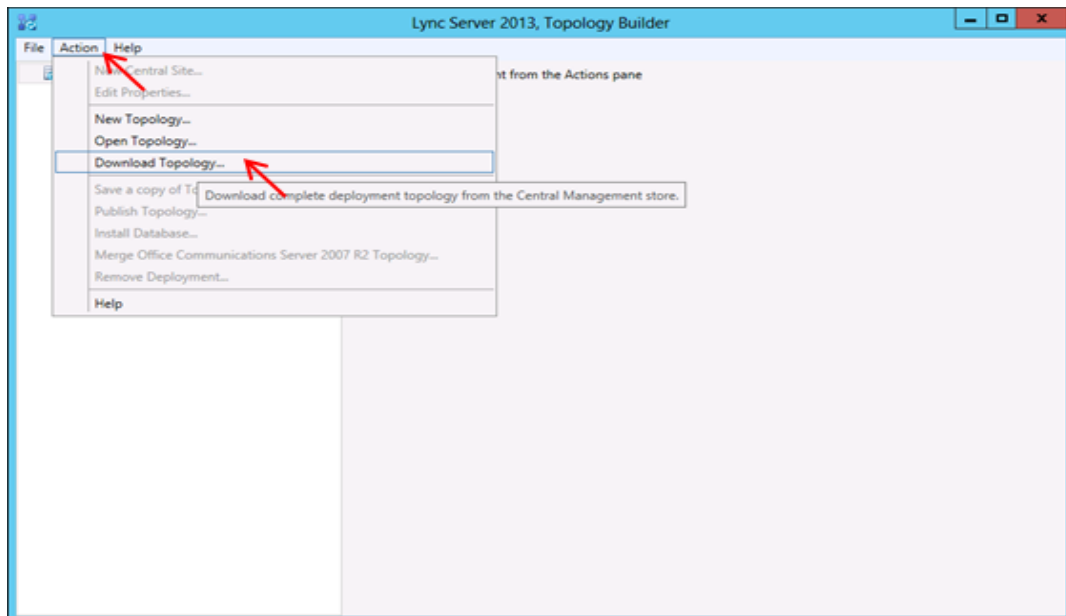 Lync Server 2013, Topology Builder
File Action Help
New Central Site...
nt from the Actions pane
Edit Properties...
New Topology...
Open Topology...
Download Topology...
Save a copy of To
Download complete deployment topology from the Central Management store.
Publish Topology...
Install Database...
Merge Office Communications Server 2007 R2 Topology...
Remove Deployment...
Help